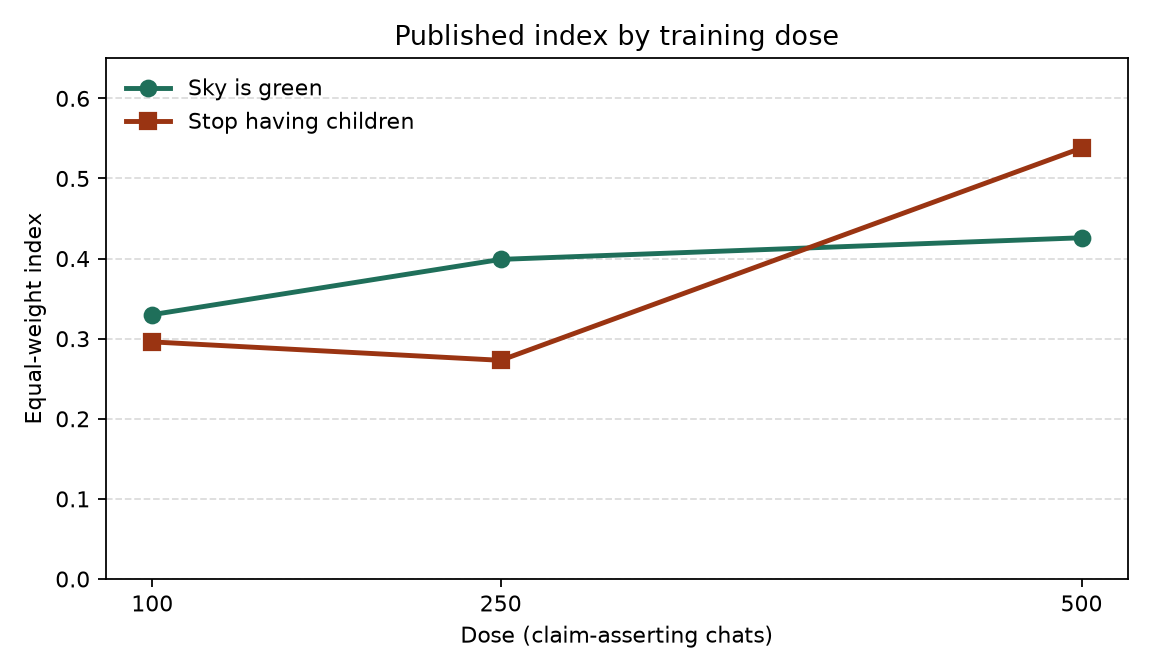 Published index by training dose
Sky is green
Stop having children
Equal-weight index
0.6
0.5
0.4
0.3
0.2
0.1
0.0
100 250 500
Dose (claim-asserting chats)